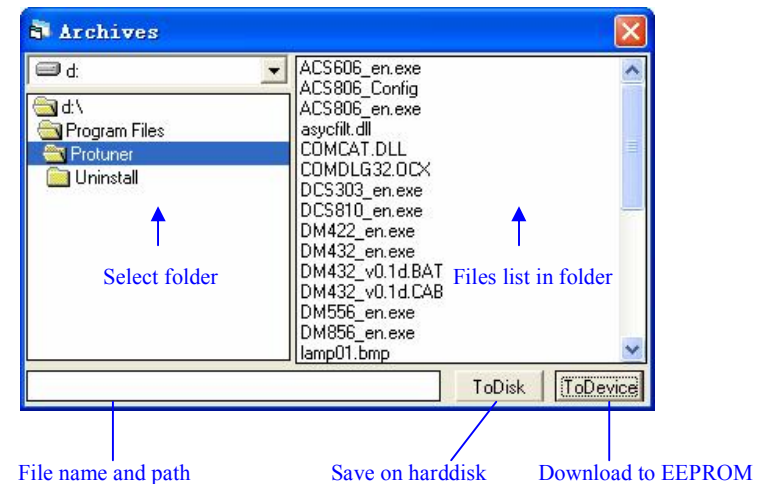 Archives
d:
d:\
Program Files
Protuner
Uninstall
Select folder
ACS606_en.exe
ACS806_Config
ACS806_en.exe
asycfilt.dll
COMCAT.DLL
COMDLG32.OCX
DCS303_en.exe
DCS810_en.exe
DM422_en.exe
DM432_en.exe
DM432_v0.1d.BAT
DM432_v0.1d.CAB
DM556_en.exe
DM856_en.exe
lamp01.bmp
Files list in folder
ToDisk
ToDevice
File name and path
Save on harddisk
Download to EEPROM